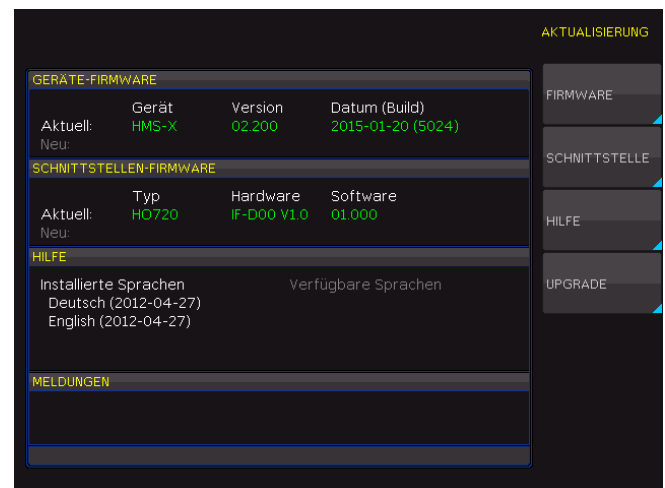 AKTUALISIERUNG
GERÄTE-FIRMWARE
Gerät Version Datum (Build)
Aktuell: HMS-X 02.200 2015-01-20 (5024)
Neu:
SCHNITTSTELLEN-FIRMWARE
Typ Hardware Software
Aktuell: HO720 IF-D00 V1.0 01.000
Neu:
HILFE
Installierte Sprachen Verfügbare Sprachen
Deutsch (2012-04-27)
English (2012-04-27)
MELDUNGEN
FIRMWARE
SCHNITTSTELLE
HILFE
UPGRADE